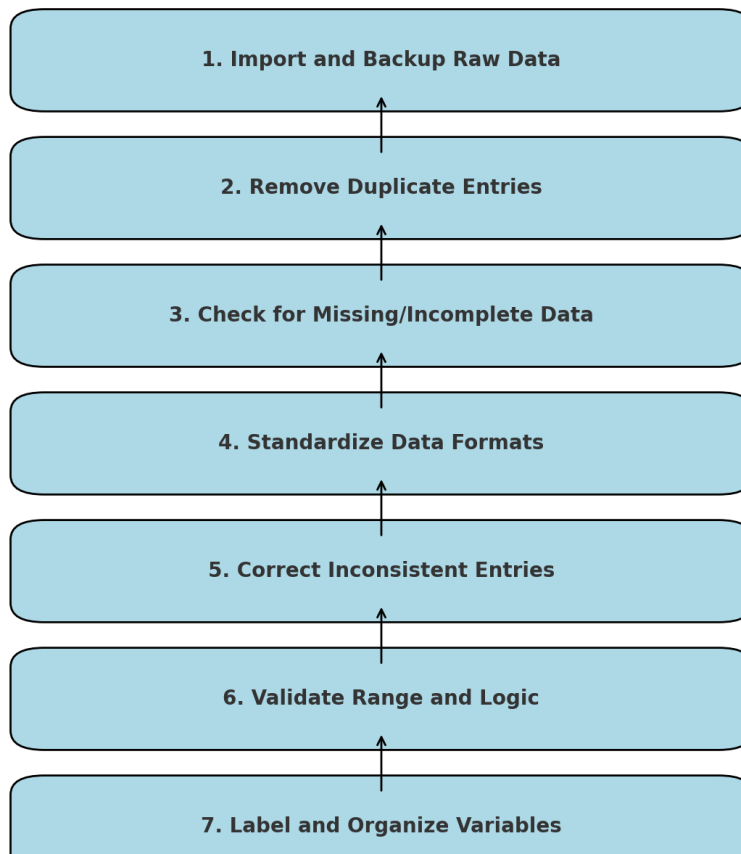 1. Import and Backup Raw Data
2. Remove Duplicate Entries
3. Check for Missing/Incomplete Data
4. Standardize Data Formats
5. Correct Inconsistent Entries
6. Validate Range and Logic
7. Label and Organize Variables